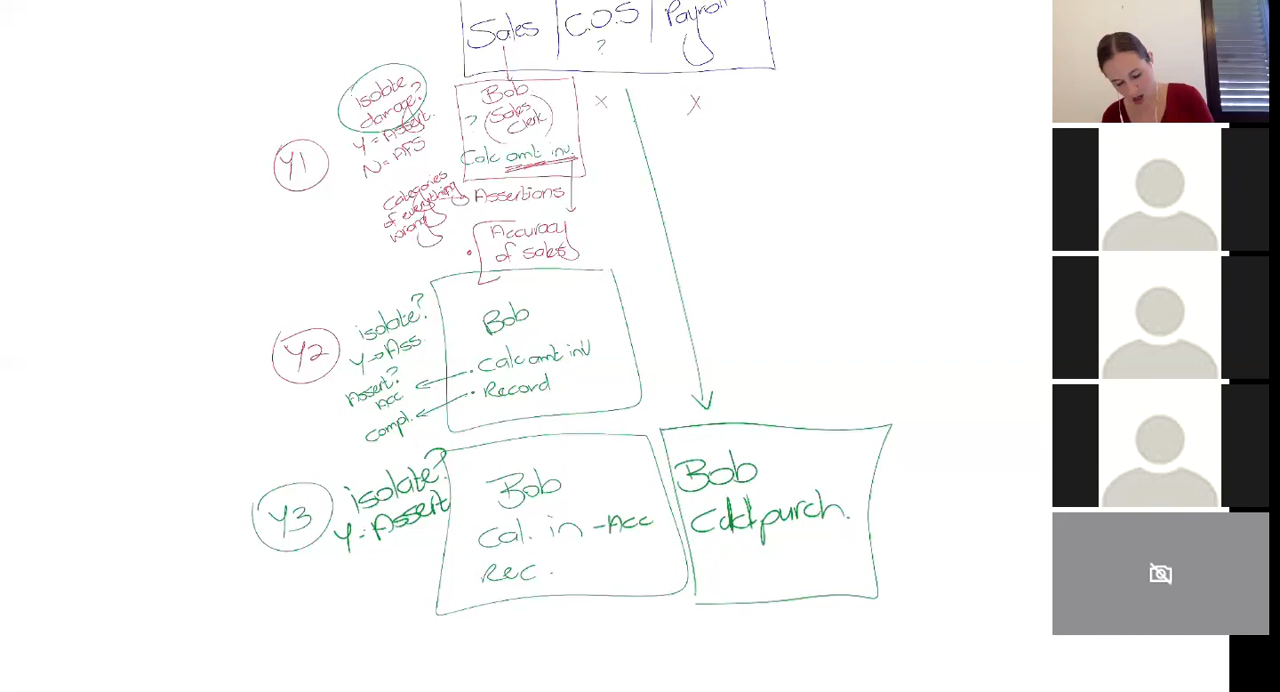 Sales C.O.S Payroll
?
isolate
damage?
Y = Assert.
N = AFS
Y1
Bob
? (Sales
Clerk)
Calc amt inv.
X X
Categories
of everything
wrong
Assertions
Accuracy
of sales
Y2
isolate?
Y → Ass.
Assert?
Acc
Compl.
Bob
• Calc amt inv
• Record
Y3
isolate?
Y = Assert
Bob
Cal. in - Acc
Rec.
Bob
purch.